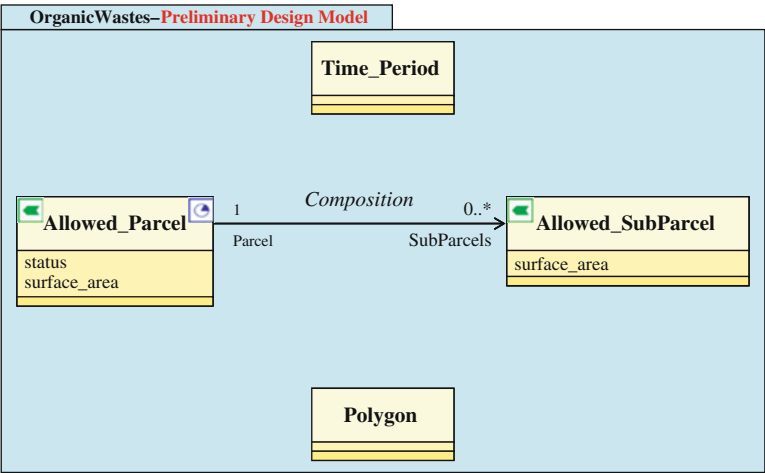 OrganicWastes–Preliminary Design Model
Time_Period
Allowed_Parcel
status
surface_area
1
Parcel
Composition
0..*
SubParcels
Allowed_SubParcel
surface_area
Polygon